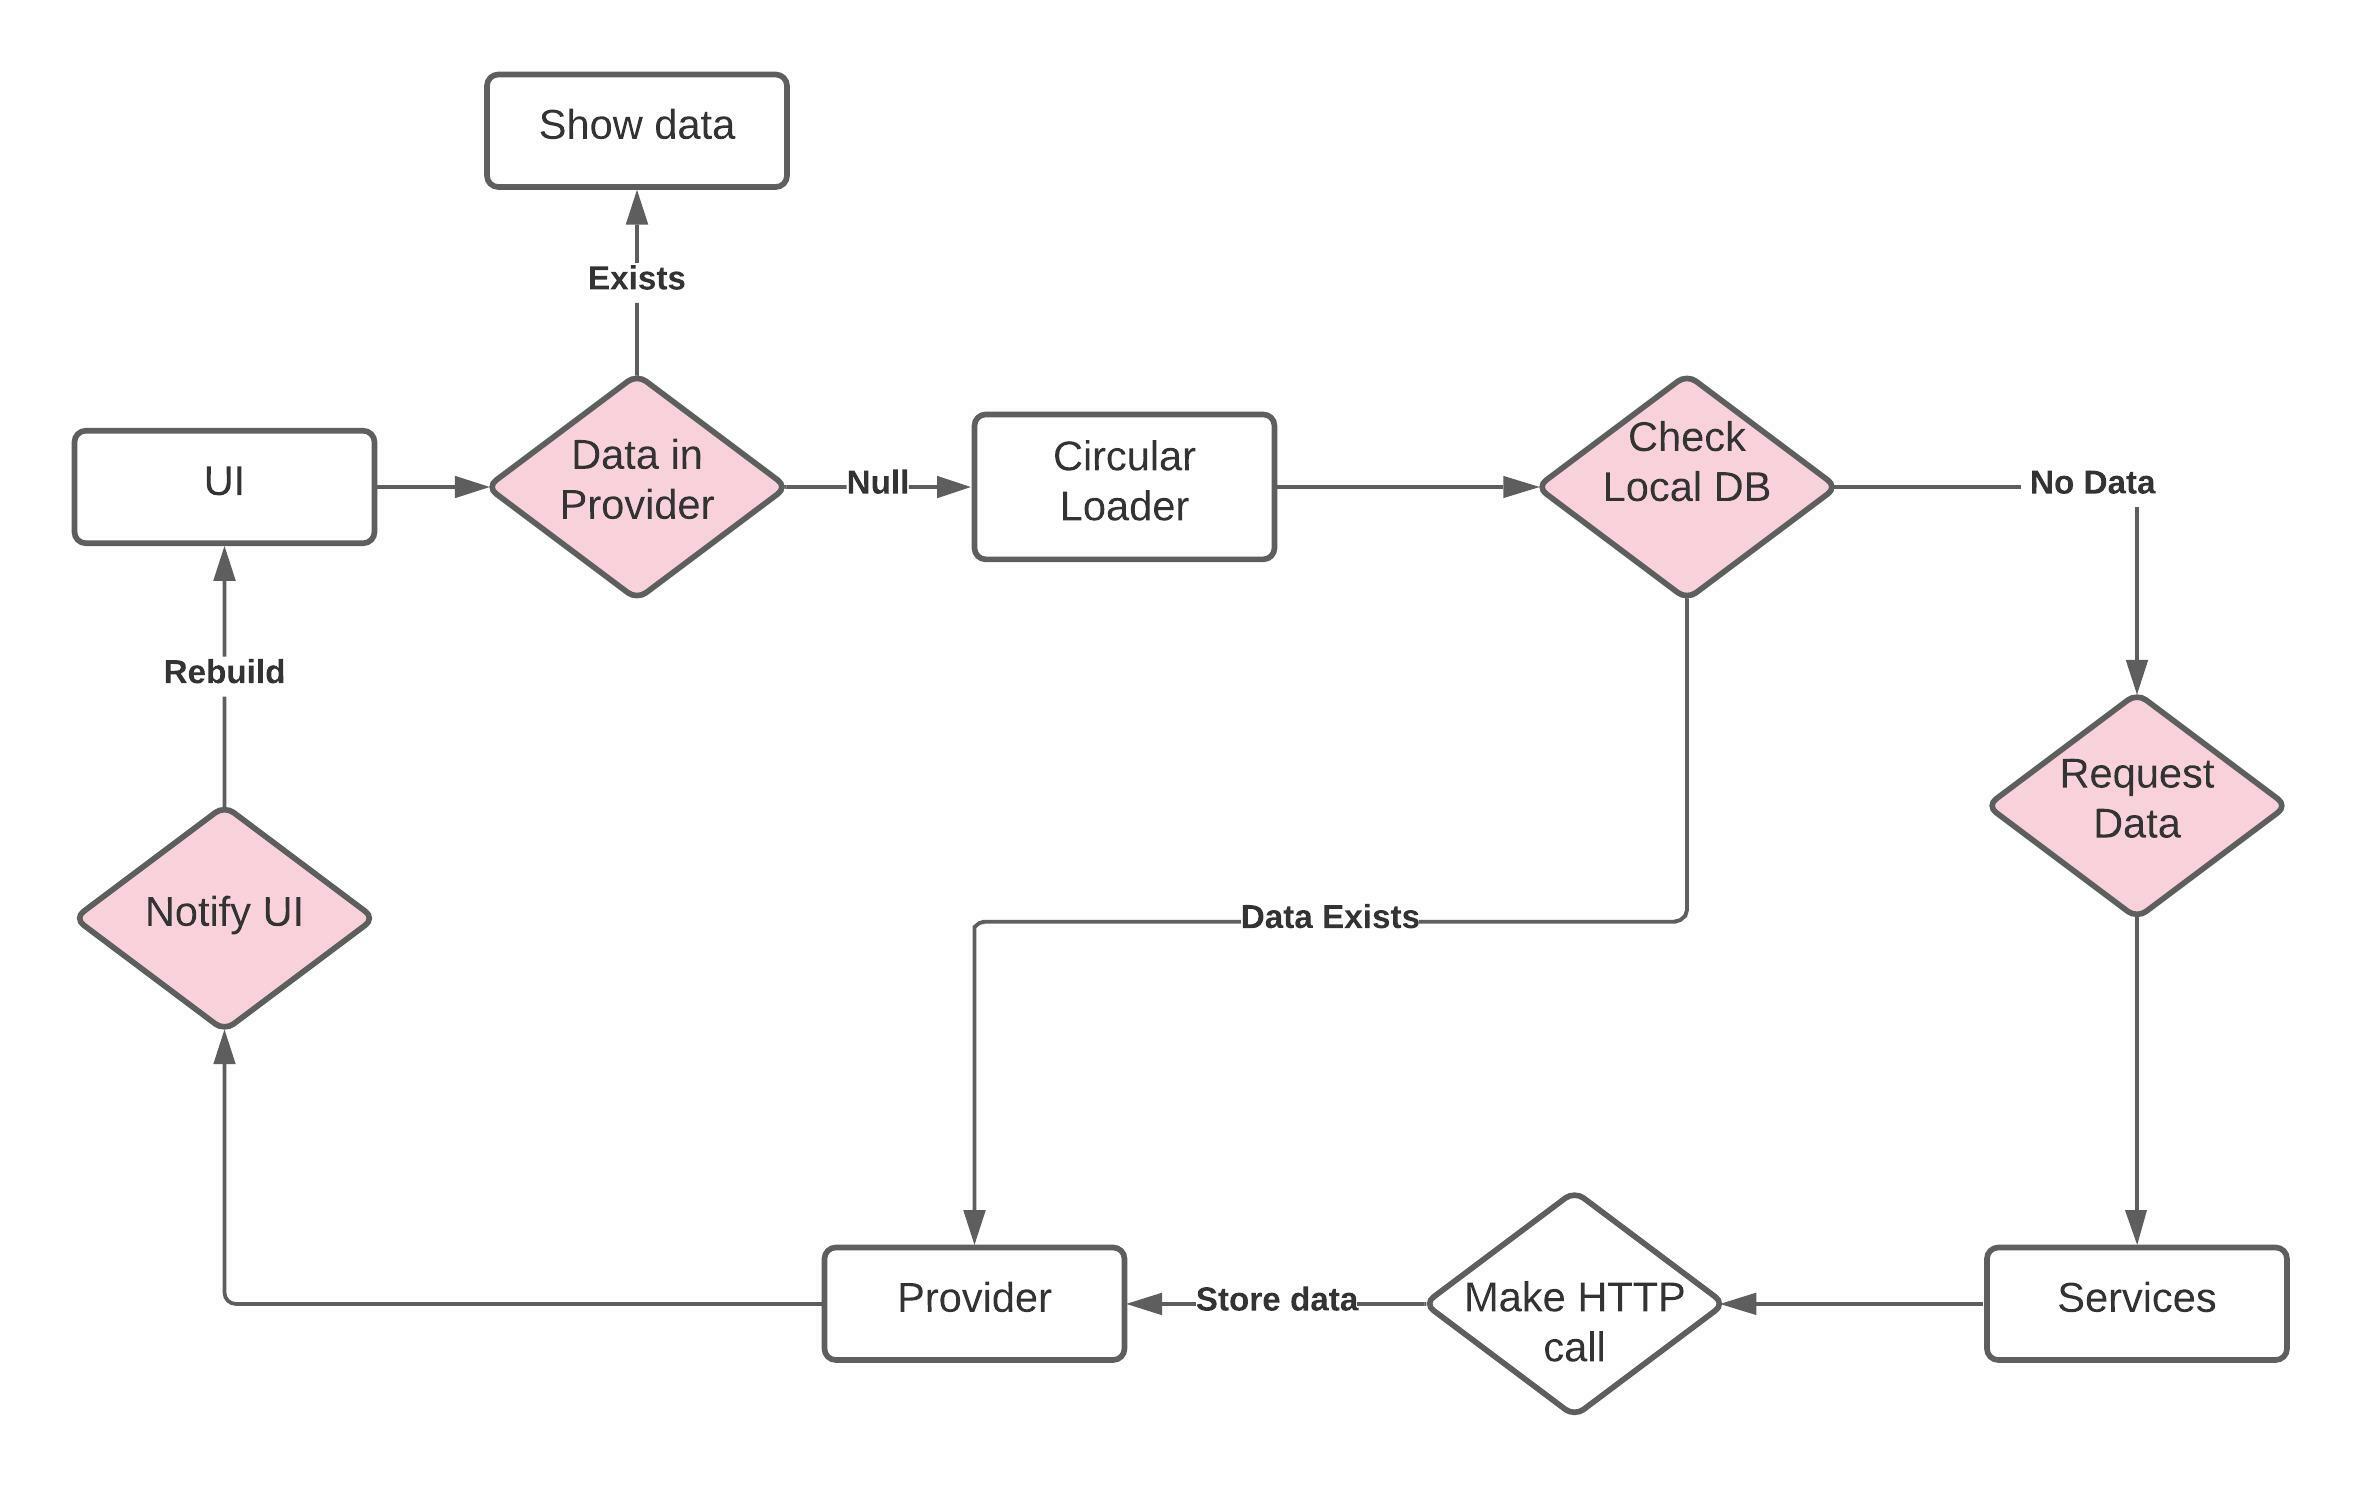 Show data
Exists
UI
Data in
Provider
Null
Circular
Loader
Check
Local DB
No Data
Rebuild
Request
Data
Notify UI
Data Exists
Provider
Store data
Make HTTP
call
Services